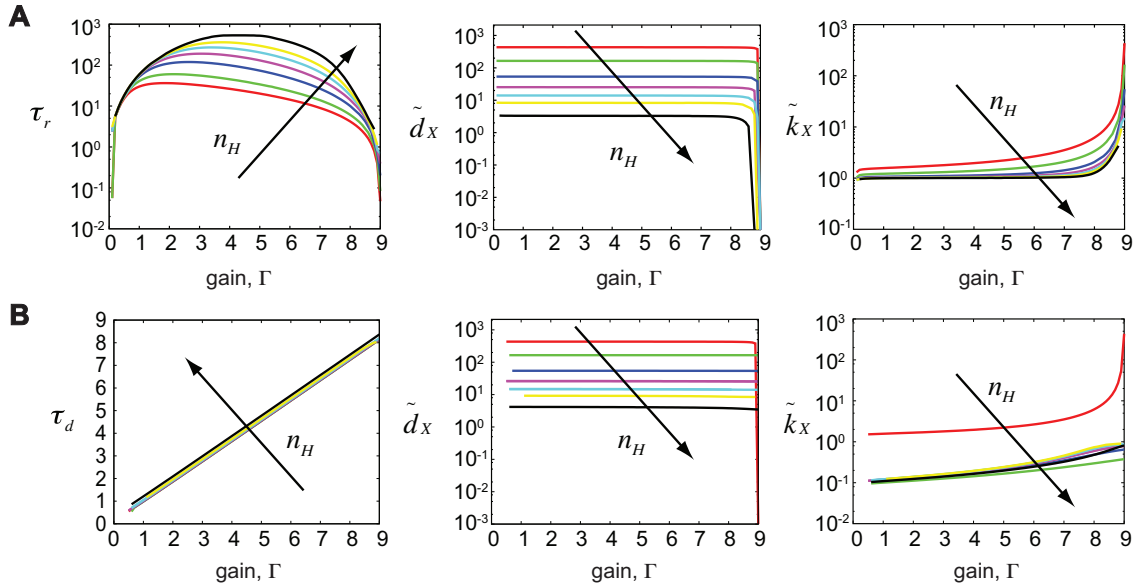 A
10³ 10² 10¹ 10⁰ 10⁻¹ 10⁻²
τr
n_H
0 1 2 3 4 5 6 7 8 9
gain, Γ
10³ 10² 10¹ 10⁰ 10⁻¹ 10⁻² 10⁻³
d̃X
n_H
0 1 2 3 4 5 6 7 8 9
gain, Γ
10³ 10² 10¹ 10⁰ 10⁻¹
k̃X
n_H
0 1 2 3 4 5 6 7 8 9
gain, Γ
B
9 8 7 6 5 4 3 2 1 0
τd
n_H
0 1 2 3 4 5 6 7 8 9
gain, Γ
10³ 10² 10¹ 10⁰ 10⁻¹ 10⁻² 10⁻³
d̃X
n_H
0 1 2 3 4 5 6 7 8 9
gain, Γ
10³ 10² 10¹ 10⁰ 10⁻¹ 10⁻²
k̃X
n_H
0 1 2 3 4 5 6 7 8 9
gain, Γ